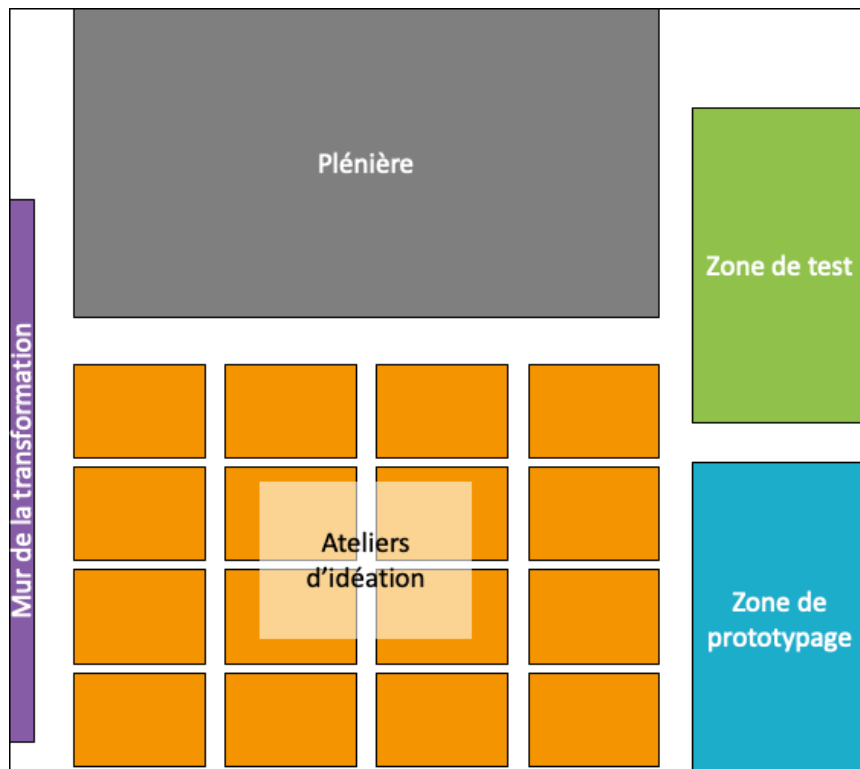 Plénière
Zone de test
Mur de la transformation
Ateliers
d’idéation
Zone de
prototypage